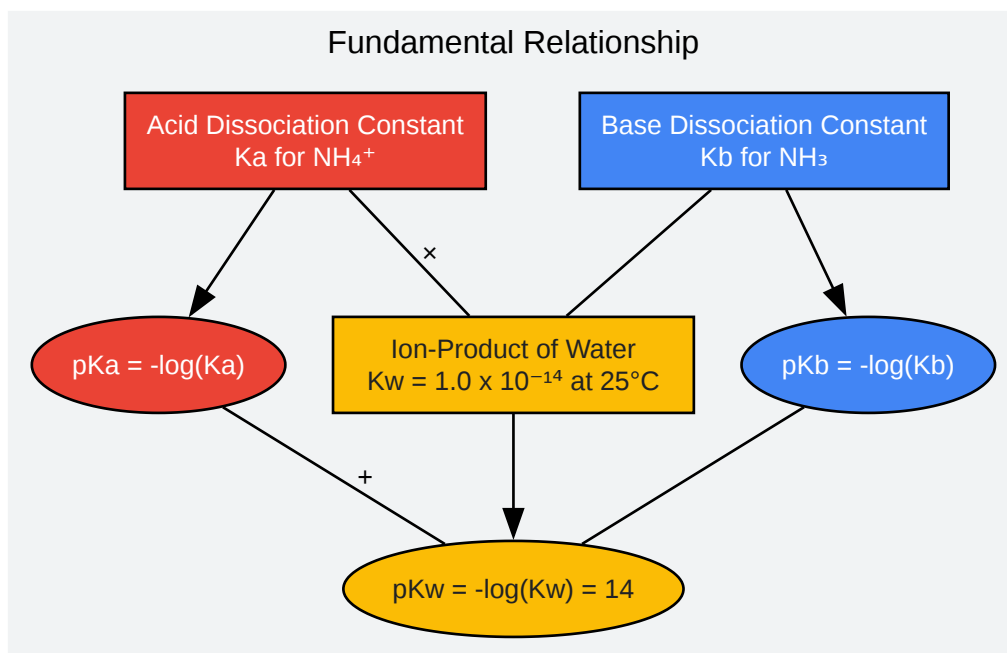 Fundamental Relationship
Acid Dissociation Constant
Ka for NH₄⁺
Base Dissociation Constant
Kb for NH₃
×
pKa = -log(Ka)
Ion-Product of Water
Kw = 1.0 x 10⁻¹⁴ at 25°C
pKb = -log(Kb)
+
pKw = -log(Kw) = 14